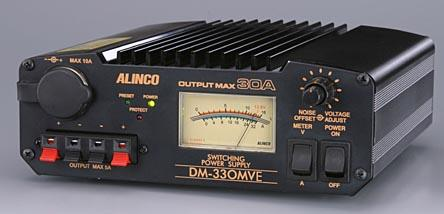 MAX 10A
ALINCO
OUTPUT MAX 30A
PRESET POWER
PROTECT
NOISE OFFSET
VOLTAGE ADJUST
METER V
POWER ON
OUTPUT MAX 5A
ALINCO
SWITCHING POWER SUPPLY
DM-330MVE
A
OFF